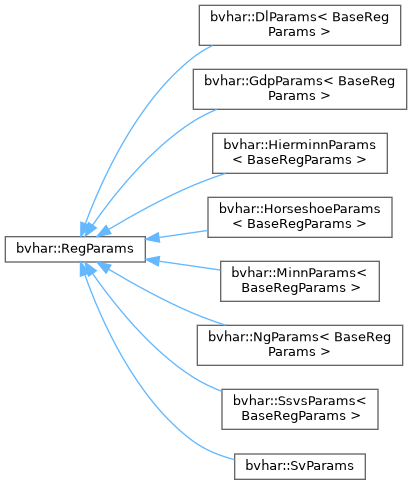 bvhar::DlParams< BaseReg
Params >
bvhar::GdpParams< BaseReg
Params >
bvhar::HierminnParams
< BaseRegParams >
bvhar::HorseshoeParams
< BaseRegParams >
bvhar::RegParams
bvhar::MinnParams<
BaseRegParams >
bvhar::NgParams< BaseReg
Params >
bvhar::SsvsParams<
BaseRegParams >
bvhar::SvParams